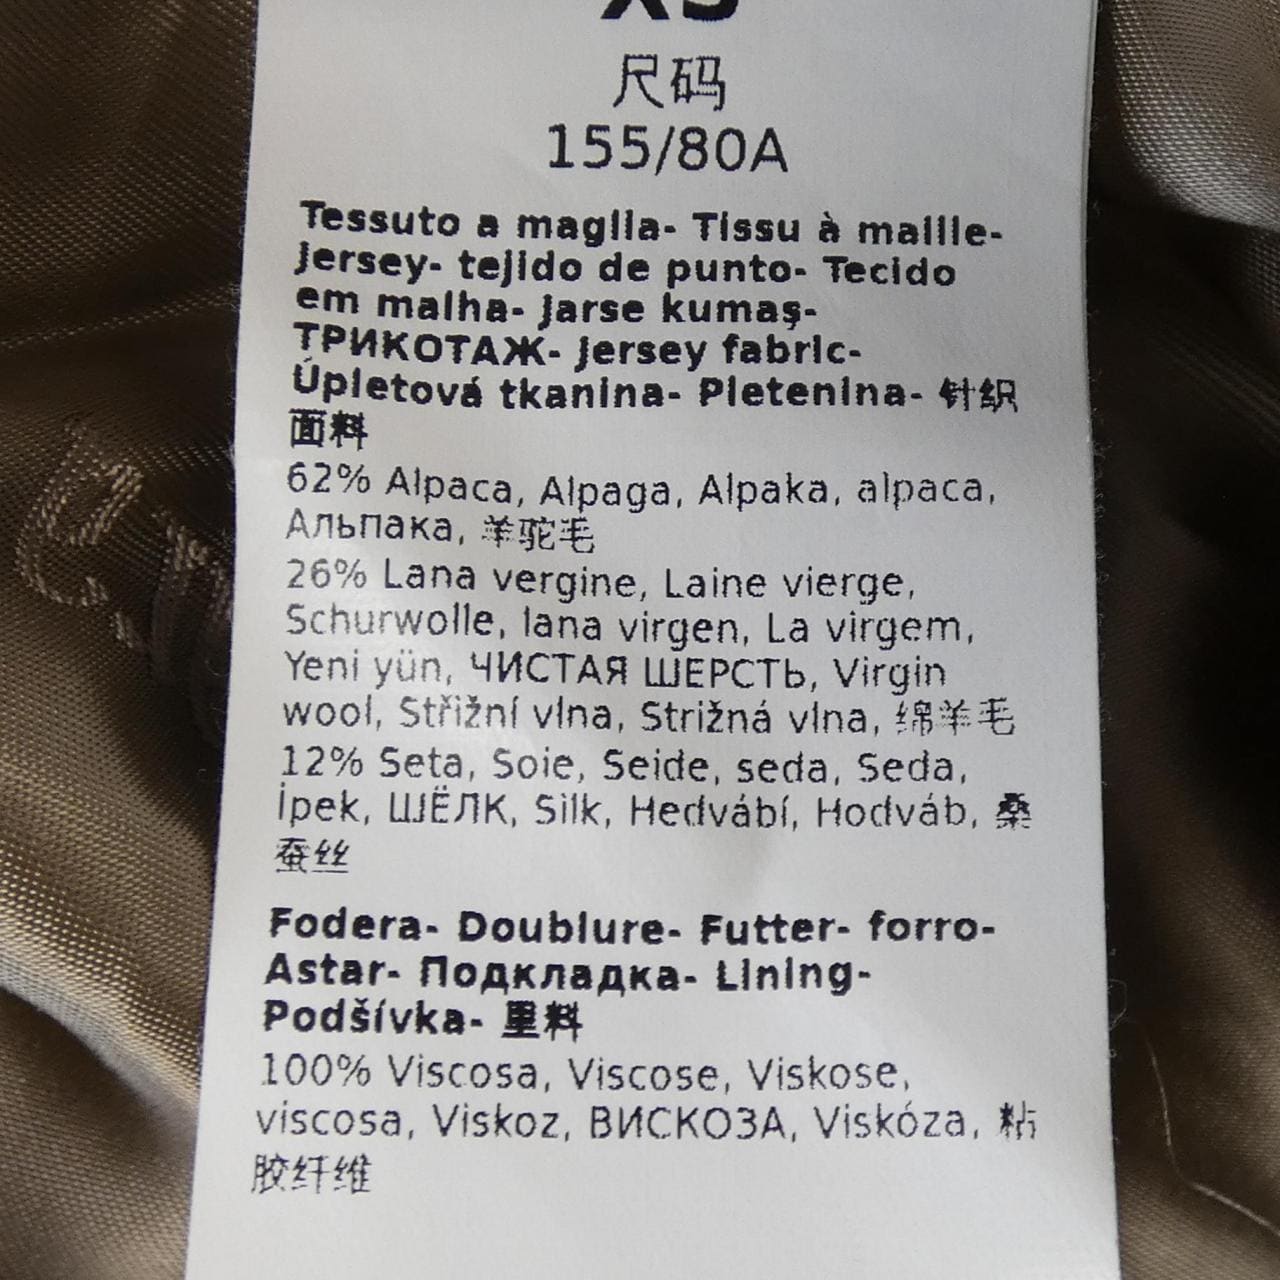 XS
尺码
155/80A
Tessuto a maglia- Tissu à maille-
Jersey- tejido de punto- Tecido
em malha- Jarse kumaş-
ТРИКОТАЖ- Jersey fabric-
Úpletová tkanina- Pletenina- 针织
面料
62% Alpaca, Alpaga, Alpaka, alpaca,
Альпака, 羊驼毛
26% Lana vergine, Laine vierge,
Schurwolle, lana virgen, La virgem,
Yeni yün, ЧИСТАЯ ШЕРСТЬ, Virgin
wool, Střižní vlna, Strižná vlna, 绵羊毛
12% Seta, Soie, Seide, seda, Seda,
İpek, ШЁЛК, Silk, Hedvábí, Hodváb, 桑
蚕丝
Fodera- Doublure- Futter- forro-
Astar- Подкладка- Lining-
Podšívka- 里料
100% Viscosa, Viscose, Viskose,
viscosa, Viskoz, ВИСКОЗА, Viskóza, 粘
胶纤维